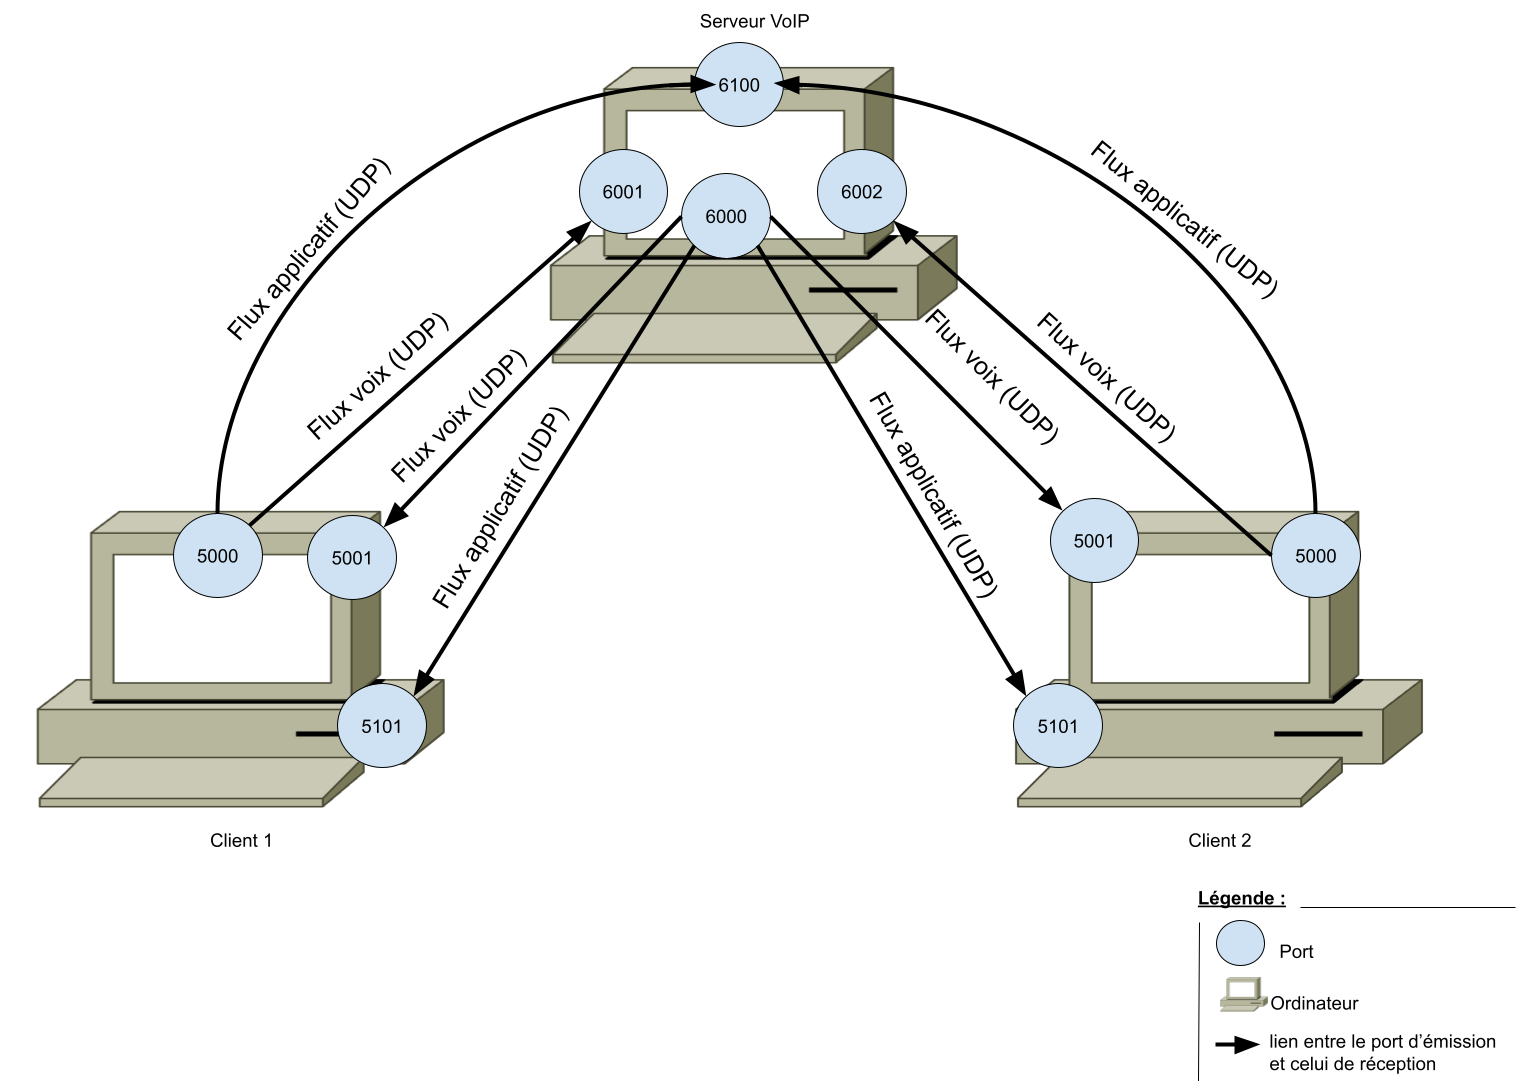 Serveur VoIP
6100
6001
6000
6002
Flux applicatif (UDP)
Flux applicatif (UDP)
Flux voix (UDP)
Flux voix (UDP)
Flux voix (UDP)
Flux voix (UDP)
Flux applicatif (UDP)
Flux applicatif (UDP)
5000
5001
5001
5000
5101
5101
Client 1
Client 2
Légende :
Port
Ordinateur
lien entre le port d'émission
et celui de réception